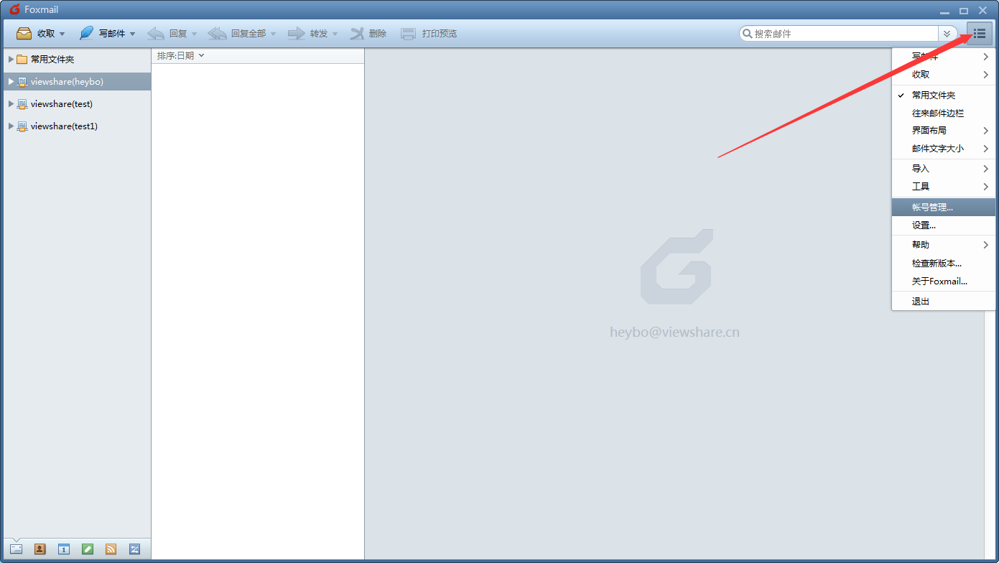 Foxmail
收取
写邮件
回复
回复全部
转发
删除
打印预览
搜索邮件
常用文件夹
viewshare(heybo)
viewshare(test)
viewshare(test1)
排序:日期
heybo@viewshare.cn
写邮件
收取
常用文件夹
往来邮件边栏
界面布局
邮件文字大小
导入
工具
帐号管理...
设置...
帮助
检查新版本...
关于Foxmail...
退出
1